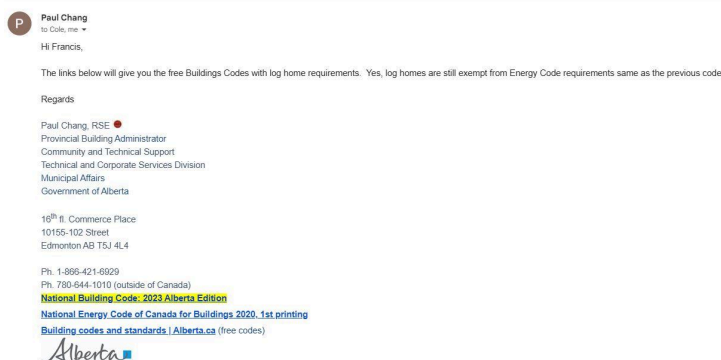 P
Paul Chang
to Cole, me
Hi Francis,
The links below will give you the free Buildings Codes with log home requirements. Yes, log homes are still exempt from Energy Code requirements same as the previous code
Regards
Paul Chang, RSE
Provincial Building Administrator
Community and Technical Support
Technical and Corporate Services Division
Municipal Affairs
Government of Alberta
16th fl. Commerce Place
10155-102 Street
Edmonton AB T5J 4L4
Ph. 1-866-421-6929
Ph. 780-644-1010 (outside of Canada)
National Building Code: 2023 Alberta Edition
National Energy Code of Canada for Buildings 2020, 1st printing
Building codes and standards | Alberta.ca (free codes)
Alberta